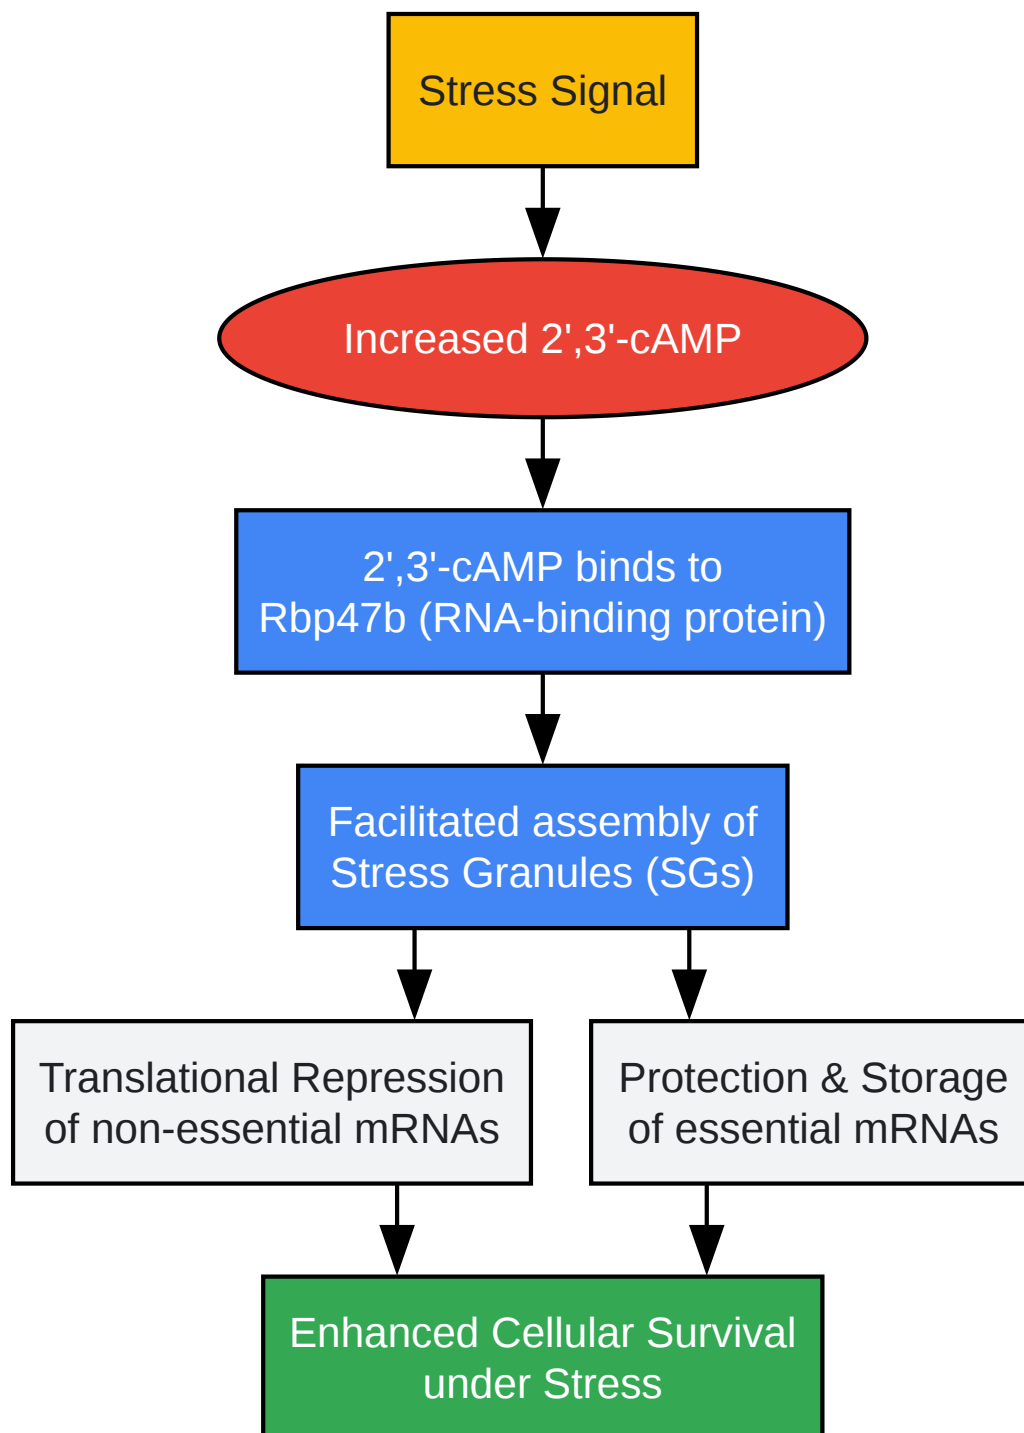 Stress Signal
Increased 2',3'-cAMP
2',3'-cAMP binds to
Rbp47b (RNA-binding protein)
Facilitated assembly of
Stress Granules (SGs)
Translational Repression
of non-essential mRNAs
Protection & Storage
of essential mRNAs
Enhanced Cellular Survival
under Stress